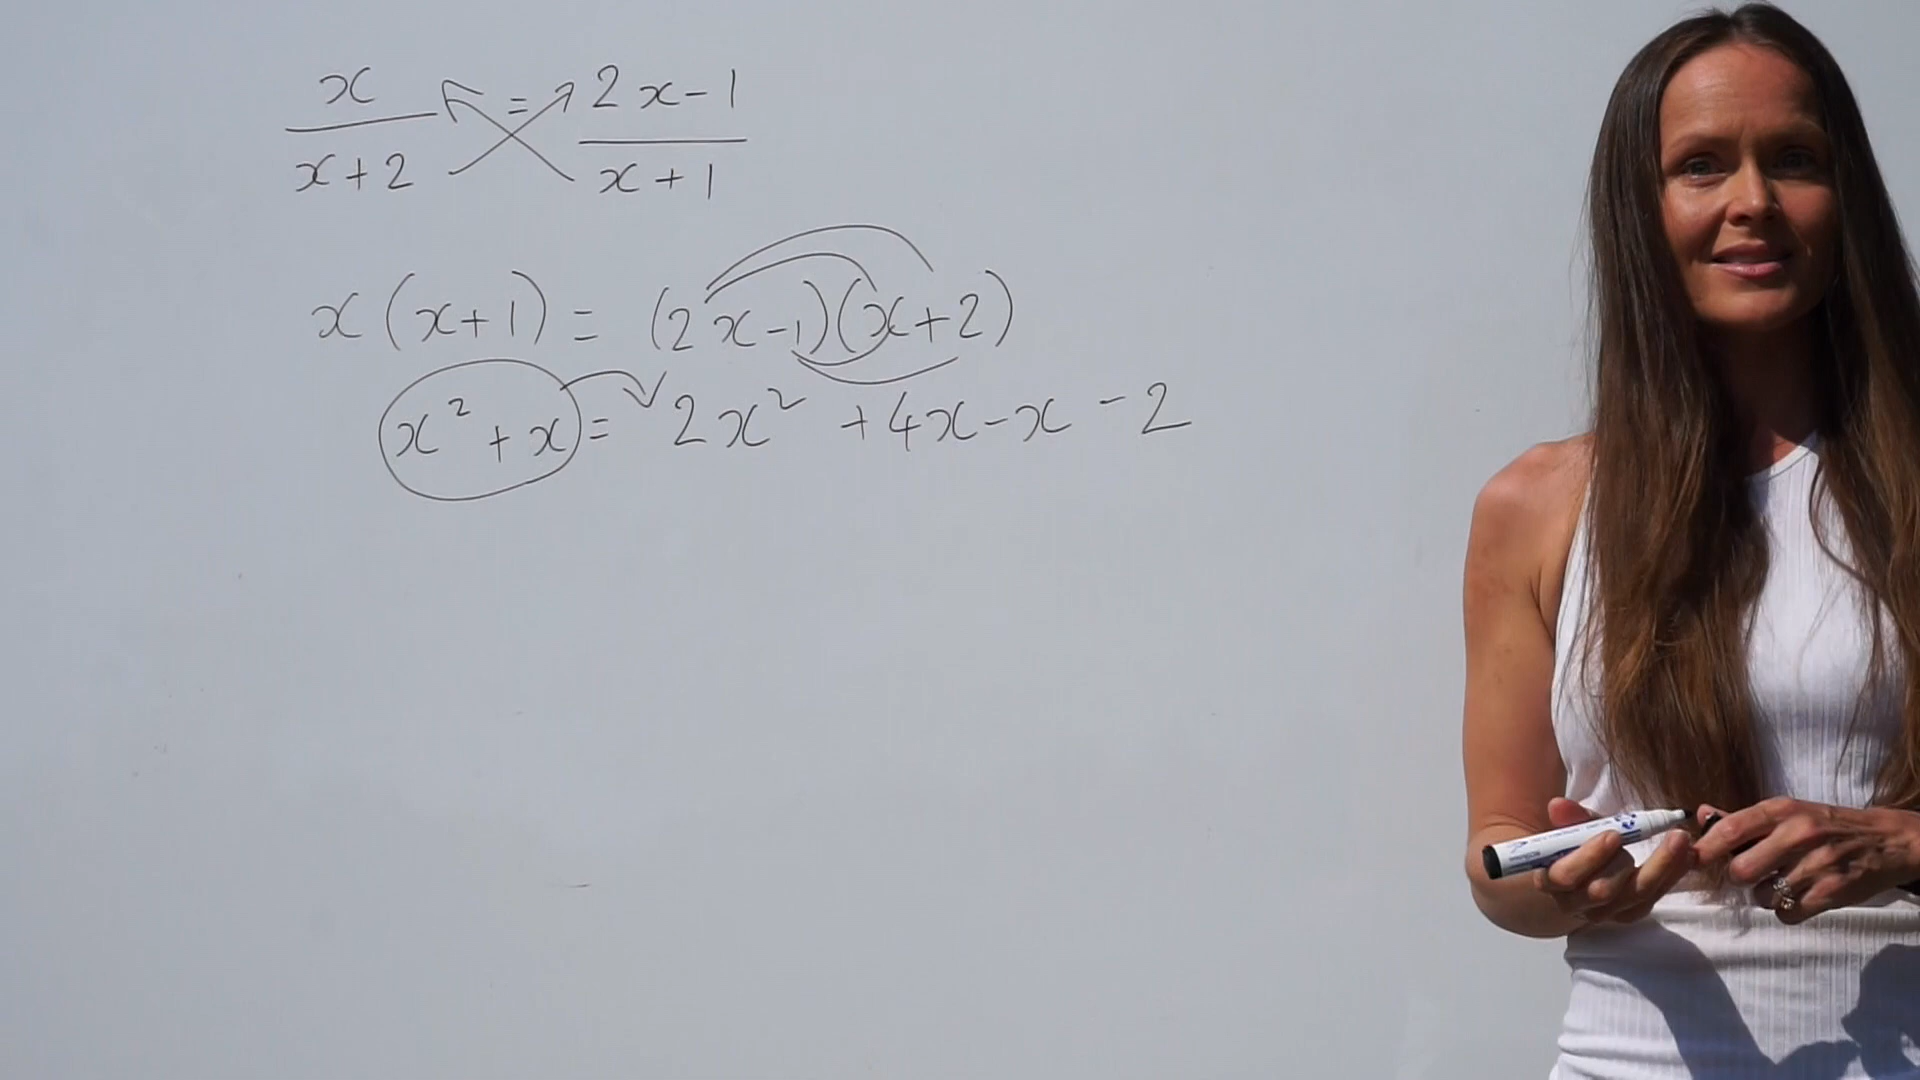 x/(x+2) = (2x-1)/(x+1)
x(x+1) = (2x-1)(x+2)
x² + x = 2x² + 4x - x - 2